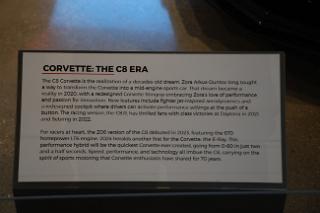 CORVETTE: THE C8 ERA
The C8 Corvette is the realization of a decades-old dream. Zora Arkus-Duntov long sought
a way to transform the Corvette into a mid-engine sports car. That dream became a
reality in 2020, with a redesigned Corvette Stingray embracing Zora's love of performance
and passion for innovation. New features include fighter jet-inspired aerodynamics and
a redesigned cockpit where drivers can activate performance settings at the push of a
button. The racing version, the C8.R, has thrilled fans with class victories at Daytona in 2021
and Sebring in 2022.
For racers at heart, the Z06 version of the C8 debuted in 2023, featuring the 670
horsepower LT6 engine. 2024 heralds another first for the Corvette: the E-Ray. This
performance hybrid will be the quickest Corvette ever created, going from 0-60 in just two
and a half seconds. Speed, performance, and technology all imbue the C8, carrying on the
spirit of sports motoring that Corvette enthusiasts have shared for 70 years.